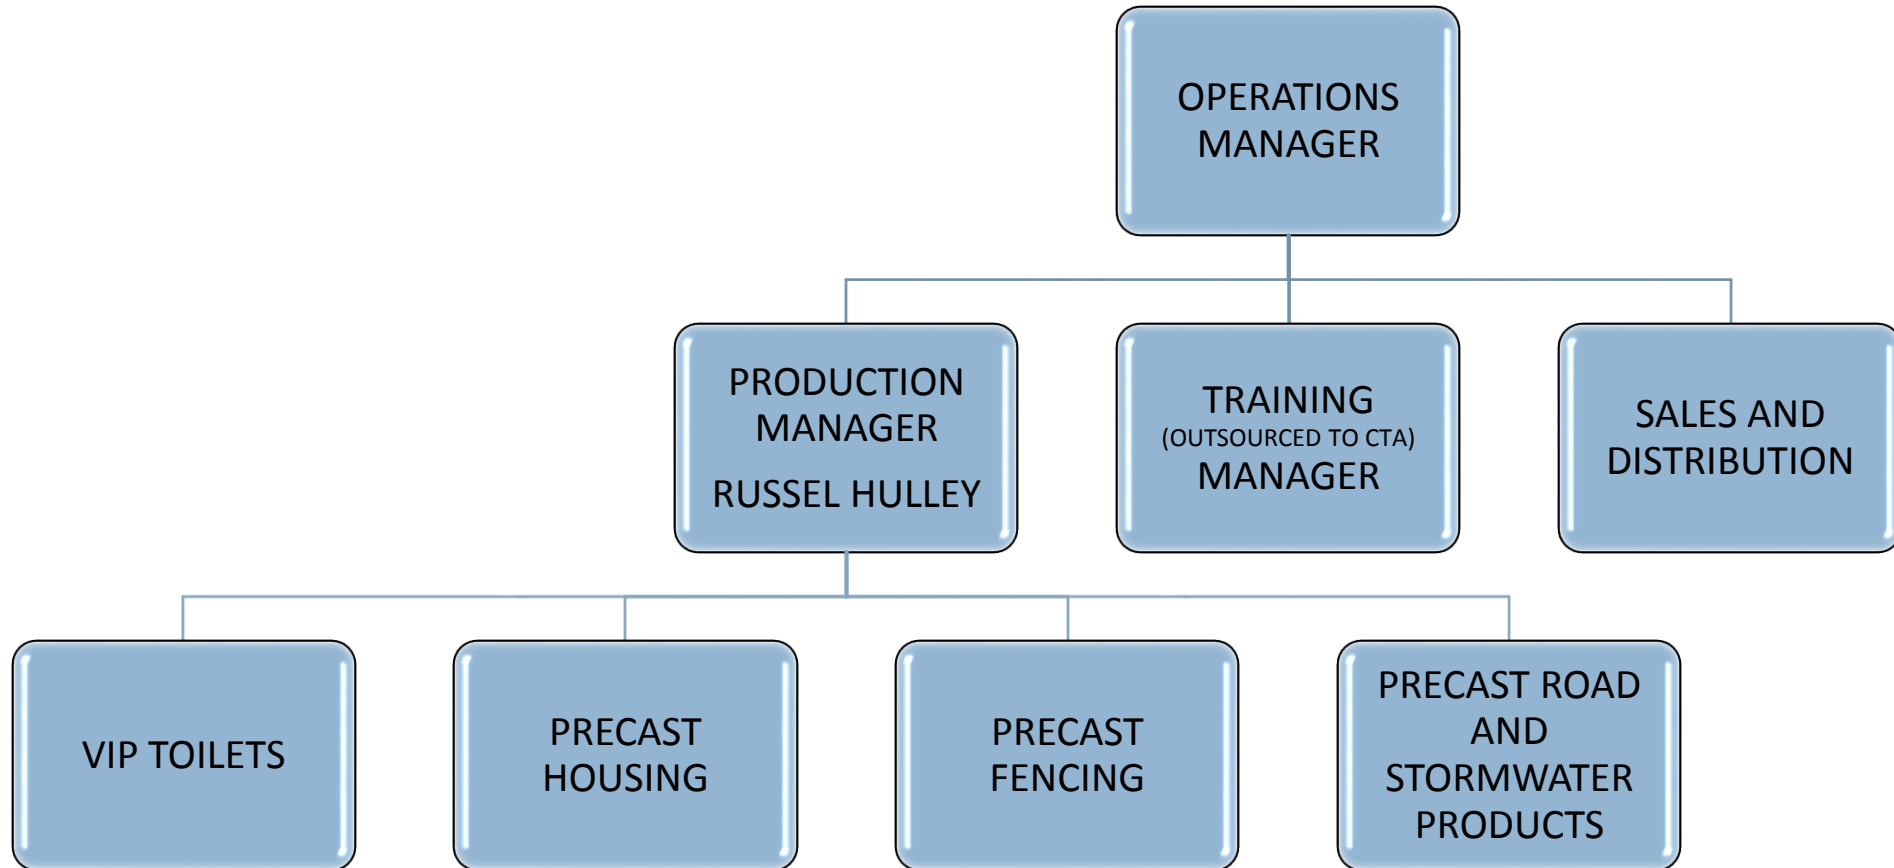 OPERATIONS
MANAGER
PRODUCTION
MANAGER
RUSSEL HULLEY
TRAINING
(OUTSOURCED TO CTA)
MANAGER
SALES AND
DISTRIBUTION
VIP TOILETS
PRECAST
HOUSING
PRECAST
FENCING
PRECAST ROAD
AND
STORMWATER
PRODUCTS